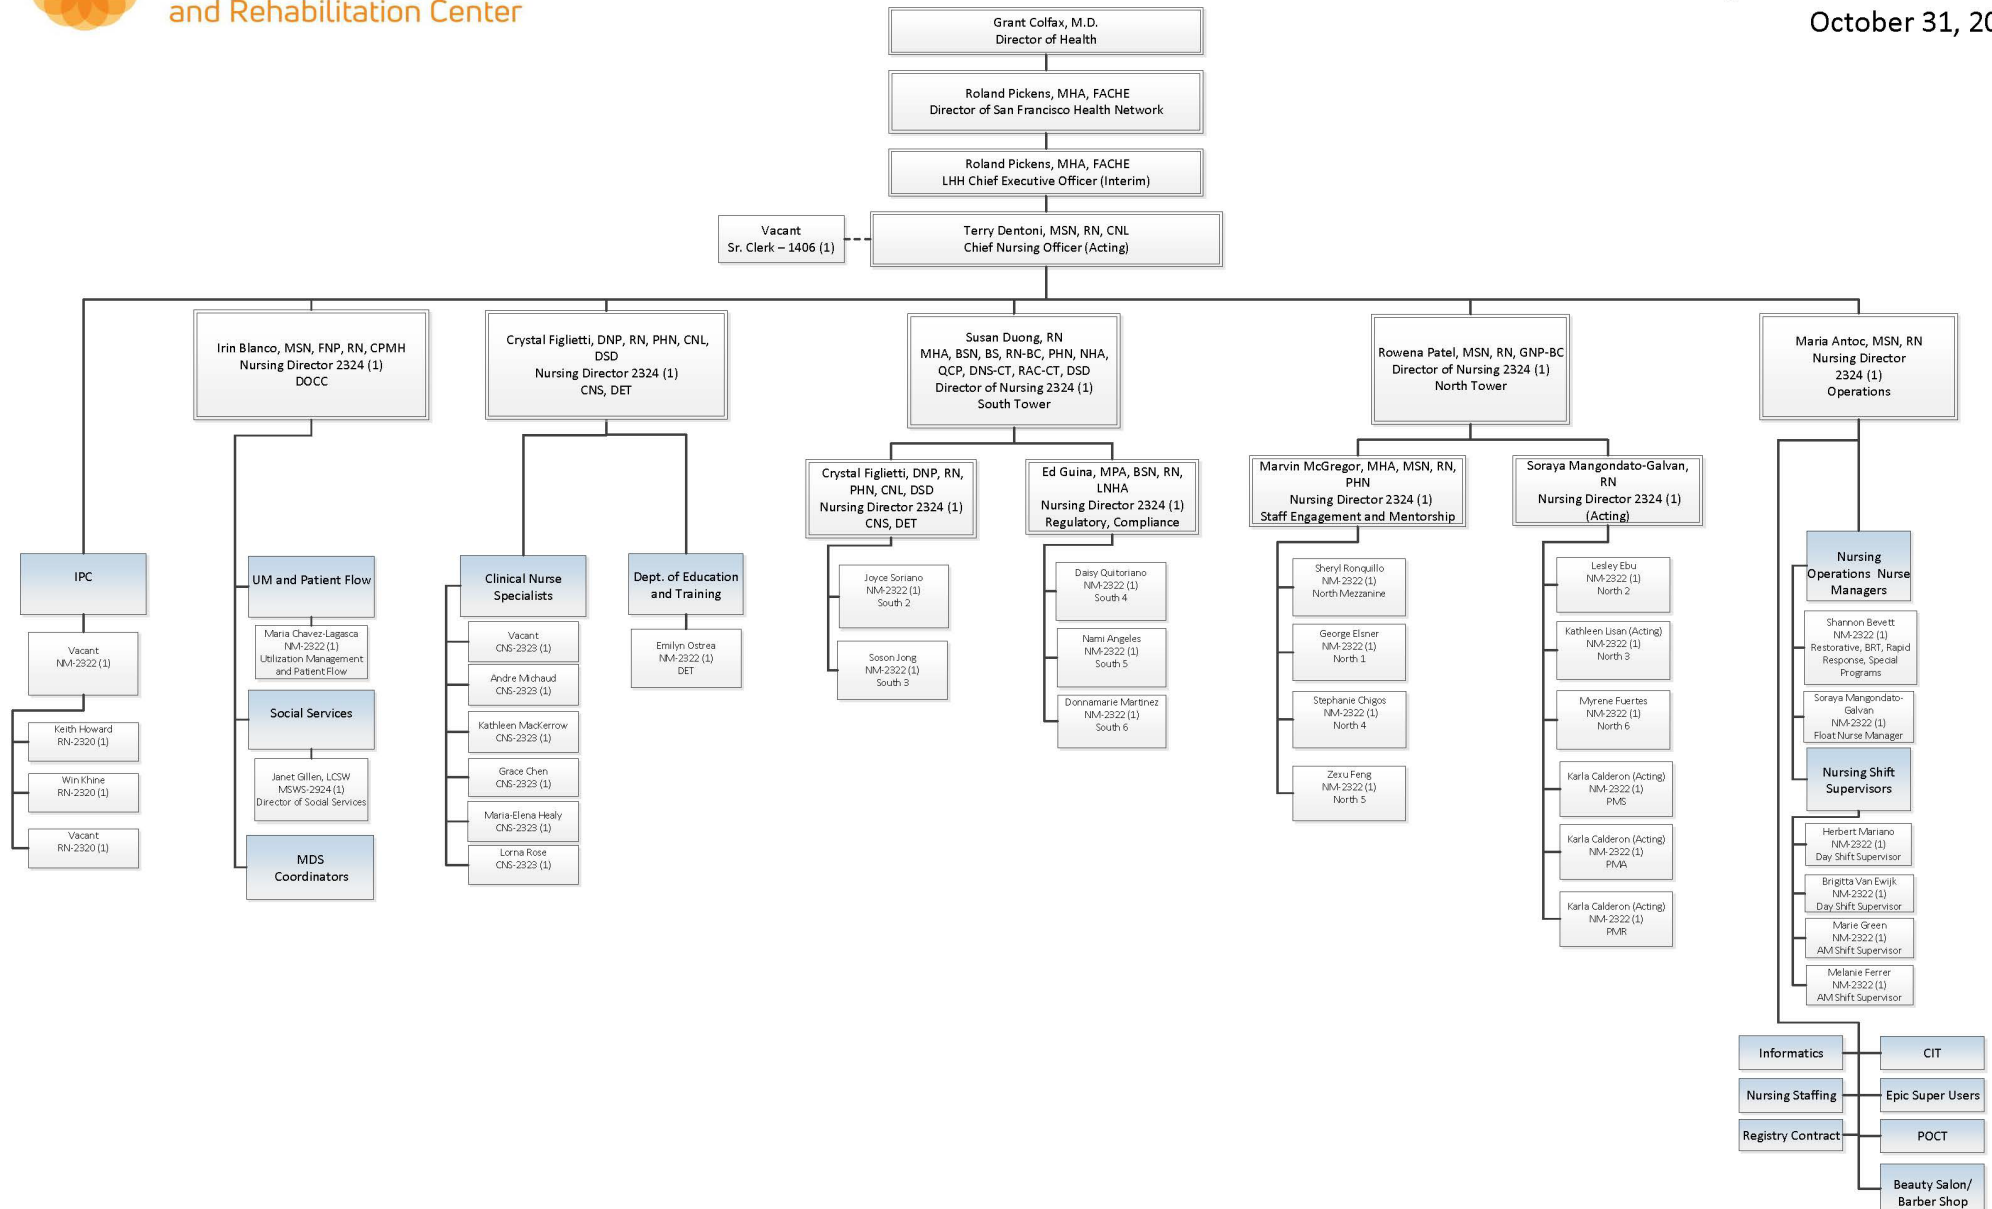 and Rehabilitation Center
October 31, 20
Grant Colfax, M.D.
Director of Health
Roland Pickens, MHA, FACHE
Director of San Francisco Health Network
Roland Pickens, MHA, FACHE
LHH Chief Executive Officer (Interim)
Vacant
Sr. Clerk – 1406 (1)
Terry Dentoni, MSN, RN, CNL
Chief Nursing Officer (Acting)
Irin Blanco, MSN, FNP, RN, CPMH
Nursing Director 2324 (1)
DOCC
Crystal Figlietti, DNP, RN, PHN, CNL,
DSD
Nursing Director 2324 (1)
CNS, DET
Susan Duong, RN
MHA, BSN, BS, RN-BC, PHN, NHA,
QCP, DNS-CT, RAC-CT, DSD
Director of Nursing 2324 (1)
South Tower
Rowena Patel, MSN, RN, GNP-BC
Director of Nursing 2324 (1)
North Tower
Maria Antoc, MSN, RN
Nursing Director
2324 (1)
Operations
Crystal Figlietti, DNP, RN,
PHN, CNL, DSD
Nursing Director 2324 (1)
CNS, DET
Ed Guina, MPA, BSN, RN,
LNHA
Nursing Director 2324 (1)
Regulatory, Compliance
Marvin McGregor, MHA, MSN, RN,
PHN
Nursing Director 2324 (1)
Staff Engagement and Mentorship
Soraya Mangondato-Galvan,
RN
Nursing Director 2324 (1)
(Acting)
IPC
Vacant
NM-2322 (1)
Keith Howard
RN-2320 (1)
Win Khine
RN-2320 (1)
Vacant
RN-2320 (1)
UM and Patient Flow
Maria Chavez-Lagasca
NM-2322 (1)
Utilization Management
and Patient Flow
Social Services
Janet Gillen, LCSW
MSWS-2924 (1)
Director of Social Services
MDS
Coordinators
Clinical Nurse
Specialists
Vacant
CNS-2323 (1)
Andre Michaud
CNS-2323 (1)
Kathleen MacKerrow
CNS-2323 (1)
Grace Chen
CNS-2323 (1)
Maria-Elena Healy
CNS-2323 (1)
Lorna Rose
CNS-2323 (1)
Dept. of Education
and Training
Emilyn Ostrea
NM-2322 (1)
DET
Joyce Soriano
NM-2322 (1)
South 2
Soson Jong
NM-2322 (1)
South 3
Daisy Quitoriano
NM-2322 (1)
South 4
Nami Angeles
NM-2322 (1)
South 5
Donnamarie Martinez
NM-2322 (1)
South 6
Sheryl Ronquillo
NM-2322 (1)
North Mezzanine
George Elsner
NM-2322 (1)
North 1
Stephanie Chigos
NM-2322 (1)
North 4
Zexu Feng
NM-2322 (1)
North 5
Lesley Ebu
NM-2322 (1)
North 2
Kathleen Lisan (Acting)
NM-2322 (1)
North 3
Myrene Fuertes
NM-2322 (1)
North 6
Karla Calderon (Acting)
NM-2322 (1)
PMS
Karla Calderon (Acting)
NM-2322 (1)
PMA
Karla Calderon (Acting)
NM-2322 (1)
PMR
Nursing
Operations Nurse
Managers
Shannon Bevett
NM-2322 (1)
Restorative, BRT, Rapid
Response, Special
Programs
Soraya Mangondato-
Galvan
NM-2322 (1)
Float Nurse Manager
Nursing Shift
Supervisors
Herbert Mariano
NM-2322 (1)
Day Shift Supervisor
Brigitta Van Ewijk
NM-2322 (1)
Day Shift Supervisor
Marie Green
NM-2322 (1)
AM Shift Supervisor
Melanie Ferrer
NM-2322 (1)
AM Shift Supervisor
Informatics
CIT
Nursing Staffing
Epic Super Users
Registry Contract
POCT
Beauty Salon/
Barber Shop